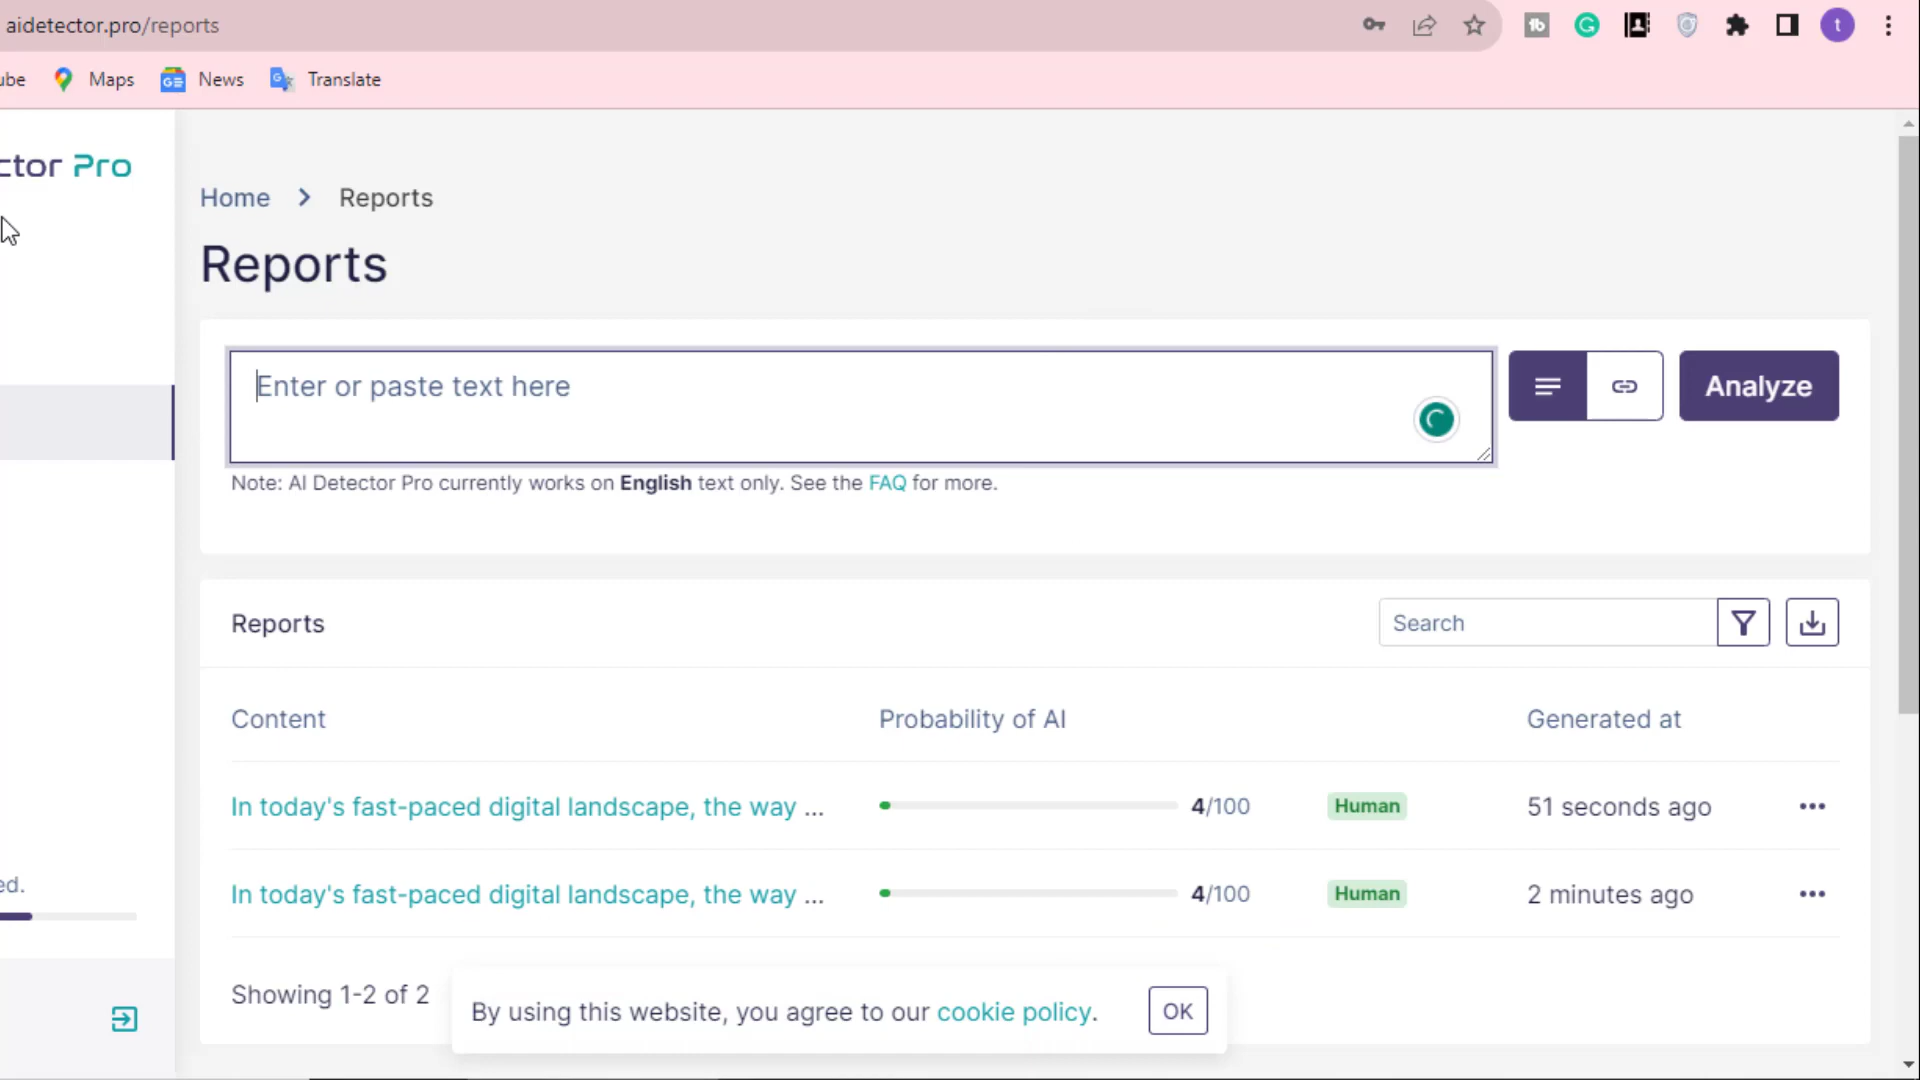 aidetector.pro/reports
ube Maps News Translate
ctor Pro
Home > Reports
Reports
Enter or paste text here
Analyze
Note: AI Detector Pro currently works on English text only. See the FAQ for more.
Reports
Search
Content Probability of AI Generated at
In today's fast-paced digital landscape, the way ... 4/100 Human 51 seconds ago
In today's fast-paced digital landscape, the way ... 4/100 Human 2 minutes ago
ed.
Showing 1-2 of 2
By using this website, you agree to our cookie policy. OK